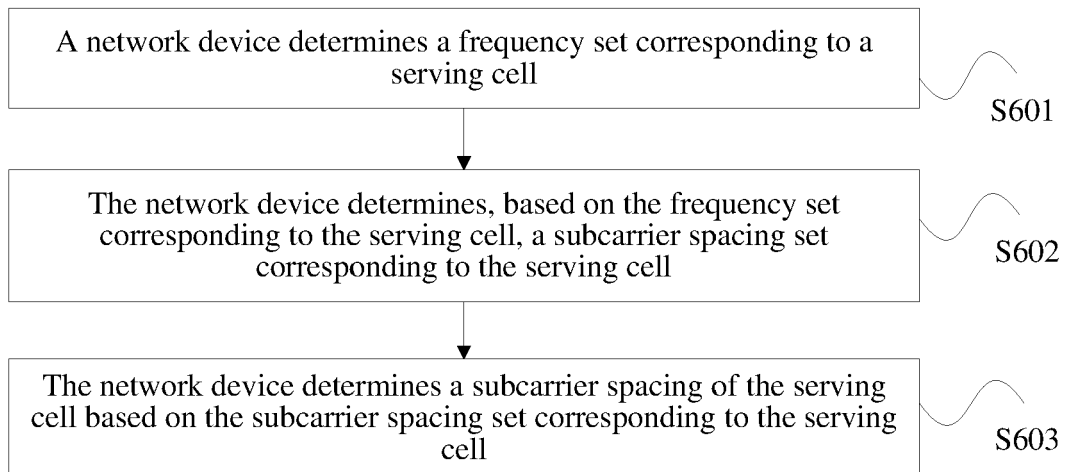 A network device determines a frequency set corresponding to a
serving cell
S601
The network device determines, based on the frequency set
corresponding to the serving cell, a subcarrier spacing set
corresponding to the serving cell
S602
The network device determines a subcarrier spacing of the serving
cell based on the subcarrier spacing set corresponding to the serving
cell
S603